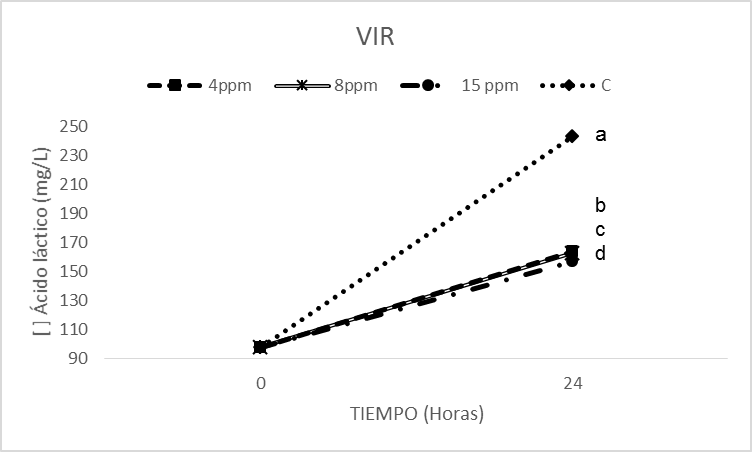 VIR
4ppm 8ppm 15 ppm C
250
230
210
190
170
150
130
110
90
[ ] Ácido láctico (mg/L)
a
b
c
d
0 24
TIEMPO (Horas)